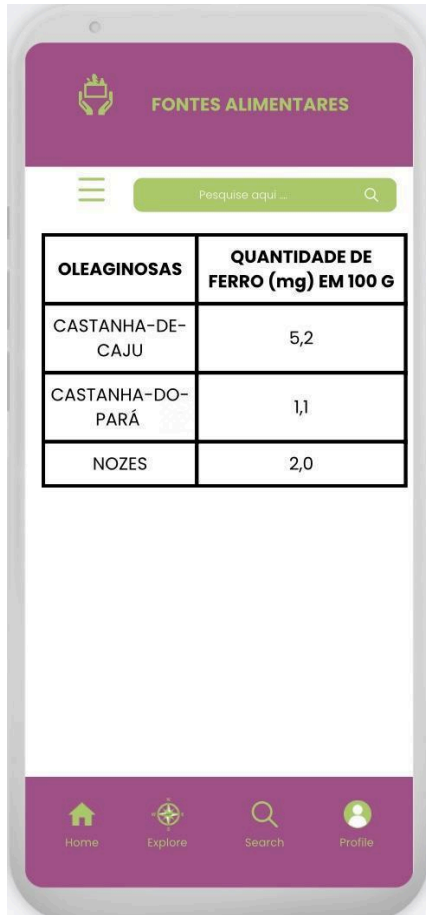 FONTES ALIMENTARES
Pesquise aqui ...
OLEAGINOSAS
QUANTIDADE DE
FERRO (mg) EM 100 G
CASTANHA-DE-
CAJU
5,2
CASTANHA-DO-
PARÁ
1,1
NOZES
2,0
Home
Explore
Search
Profile